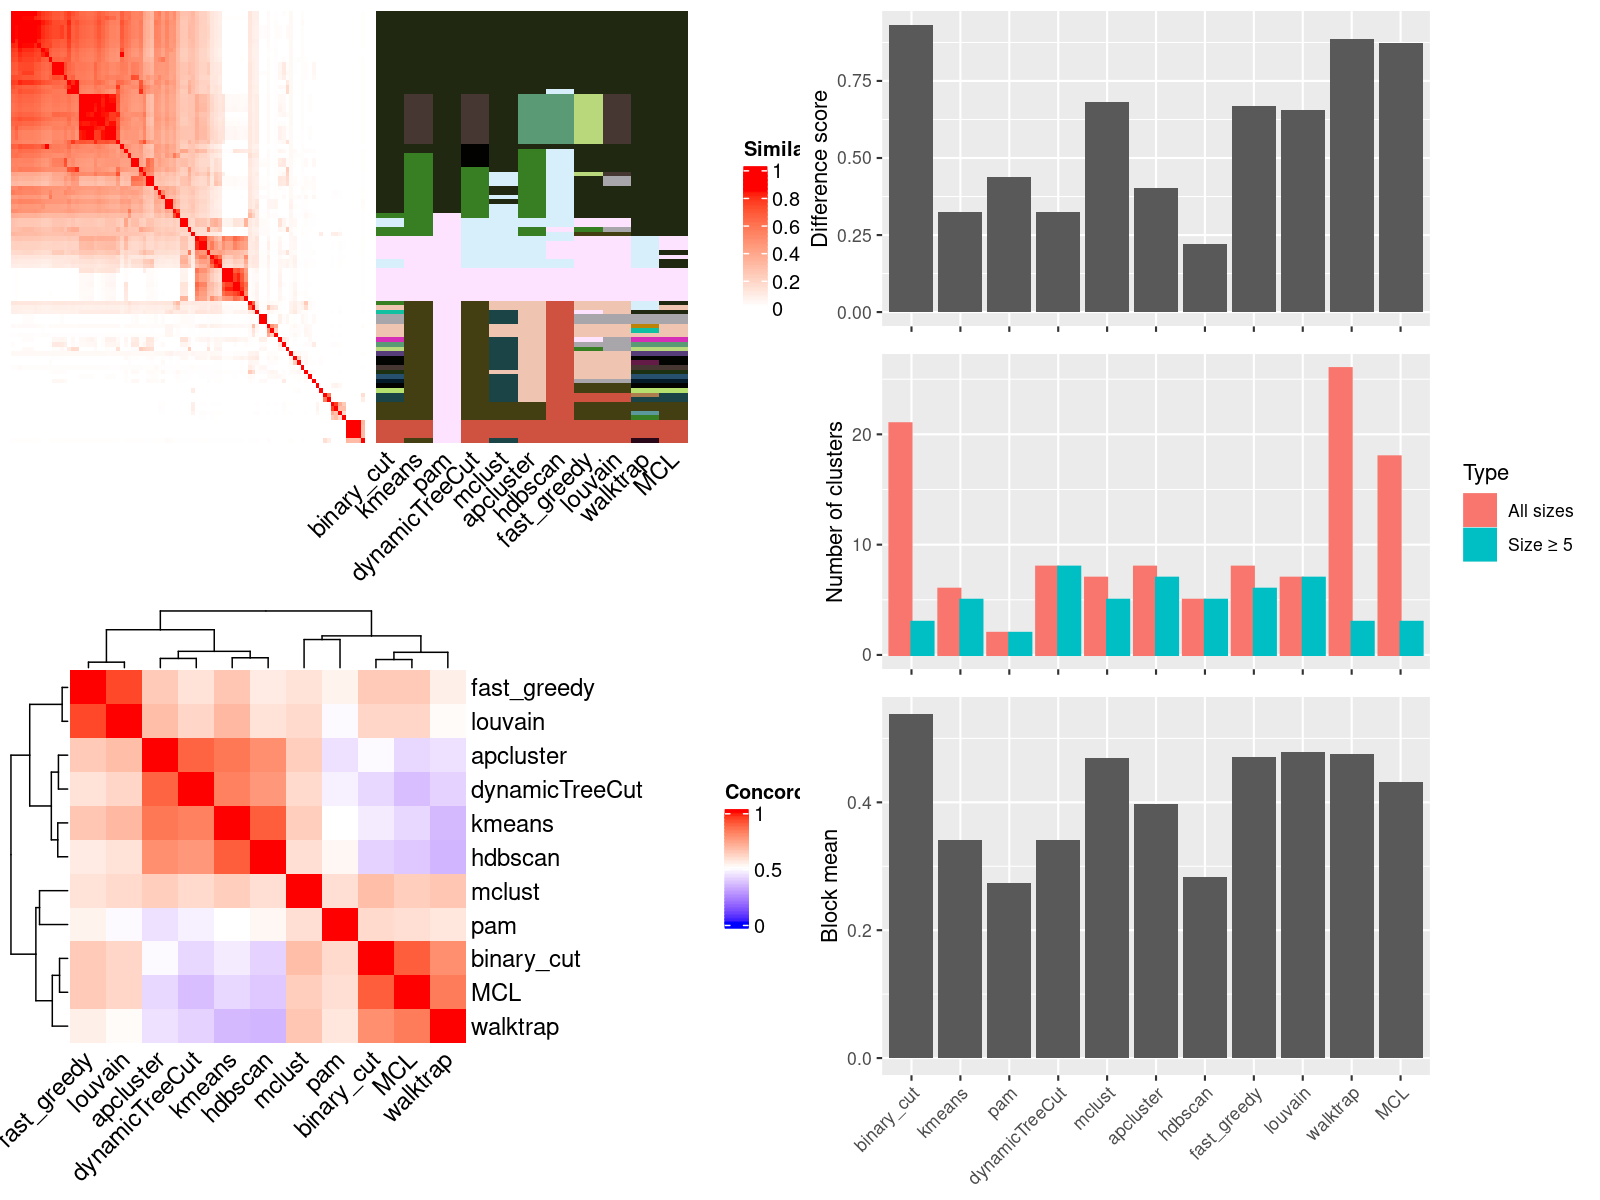 Simila
1
0.8
0.6
0.4
0.2
0
binary_cut
kmeans
pam
dynamicTreeCut
mclust
apcluster
hdbscan
fast_greedy
louvain
walktrap
MCL
fast_greedy
louvain
apcluster
dynamicTreeCut
kmeans
hdbscan
mclust
pam
binary_cut
MCL
walktrap
fast_greedy
louvain
apcluster
dynamicTreeCut
kmeans
hdbscan
mclust
pam
binary_cut
MCL
walktrap
Concord
1
0.5
0
Difference score
0.75
0.50
0.25
0.00
Number of clusters
20
10
0
Type
All sizes
Size ≥ 5
Block mean
0.4
0.2
0.0
binary_cut
kmeans
pam
dynamicTreeCut
mclust
apcluster
hdbscan
fast_greedy
louvain
walktrap
MCL